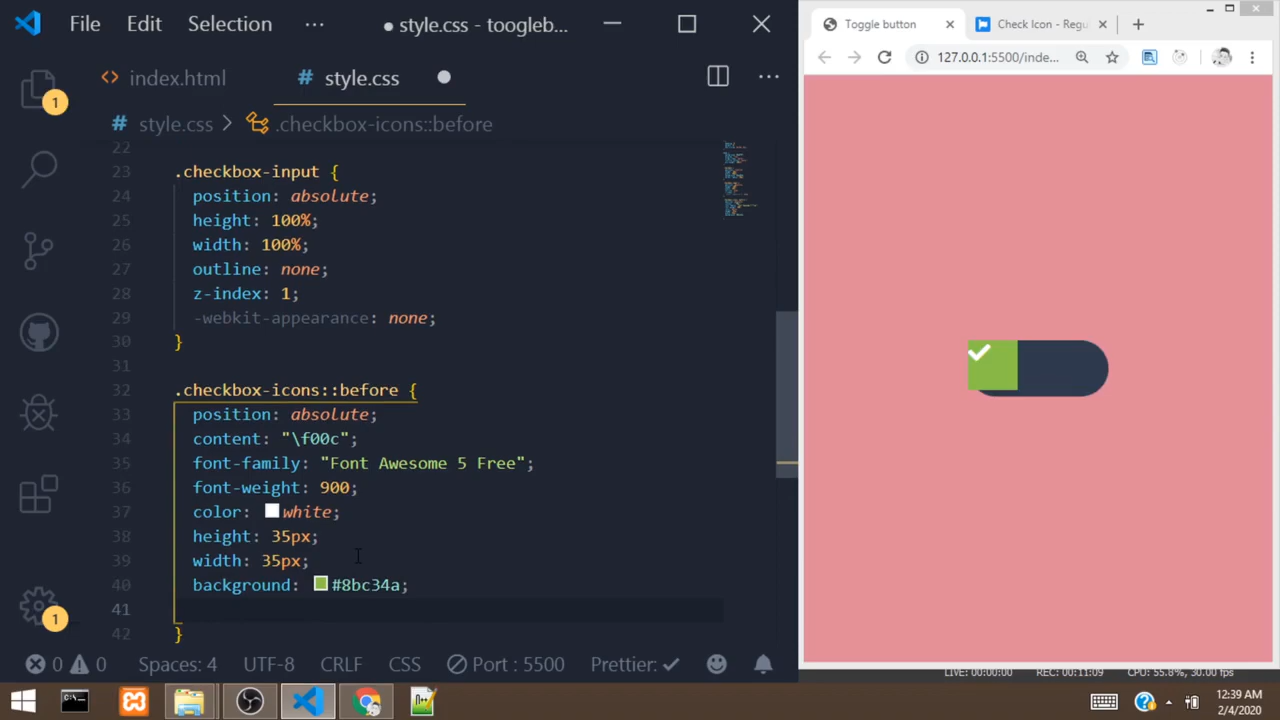 File Edit Selection ··· ● style.css - toogleb...
Toggle button
Check Icon - Regu
127.0.0.1:5500/inde...
<> index.html
# style.css ●
# style.css > .checkbox-icons::before
1
22
23 .checkbox-input {
24 position: absolute;
25 height: 100%;
26 width: 100%;
27 outline: none;
28 z-index: 1;
29 -webkit-appearance: none;
30 }
31
32 .checkbox-icons::before {
33 position: absolute;
34 content: "\f00c";
35 font-family: "Font Awesome 5 Free";
36 font-weight: 900;
37 color: white;
38 height: 35px;
39 width: 35px;
40 background: #8bc34a;
41
42 }
1
0 0 Spaces: 4 UTF-8 CRLF CSS Port : 5500 Prettier: ✓
LIVE: 00:00:00 REC: 00:11:09 CPU: 55.8%, 30.00 fps
12:39 AM
2/4/2020